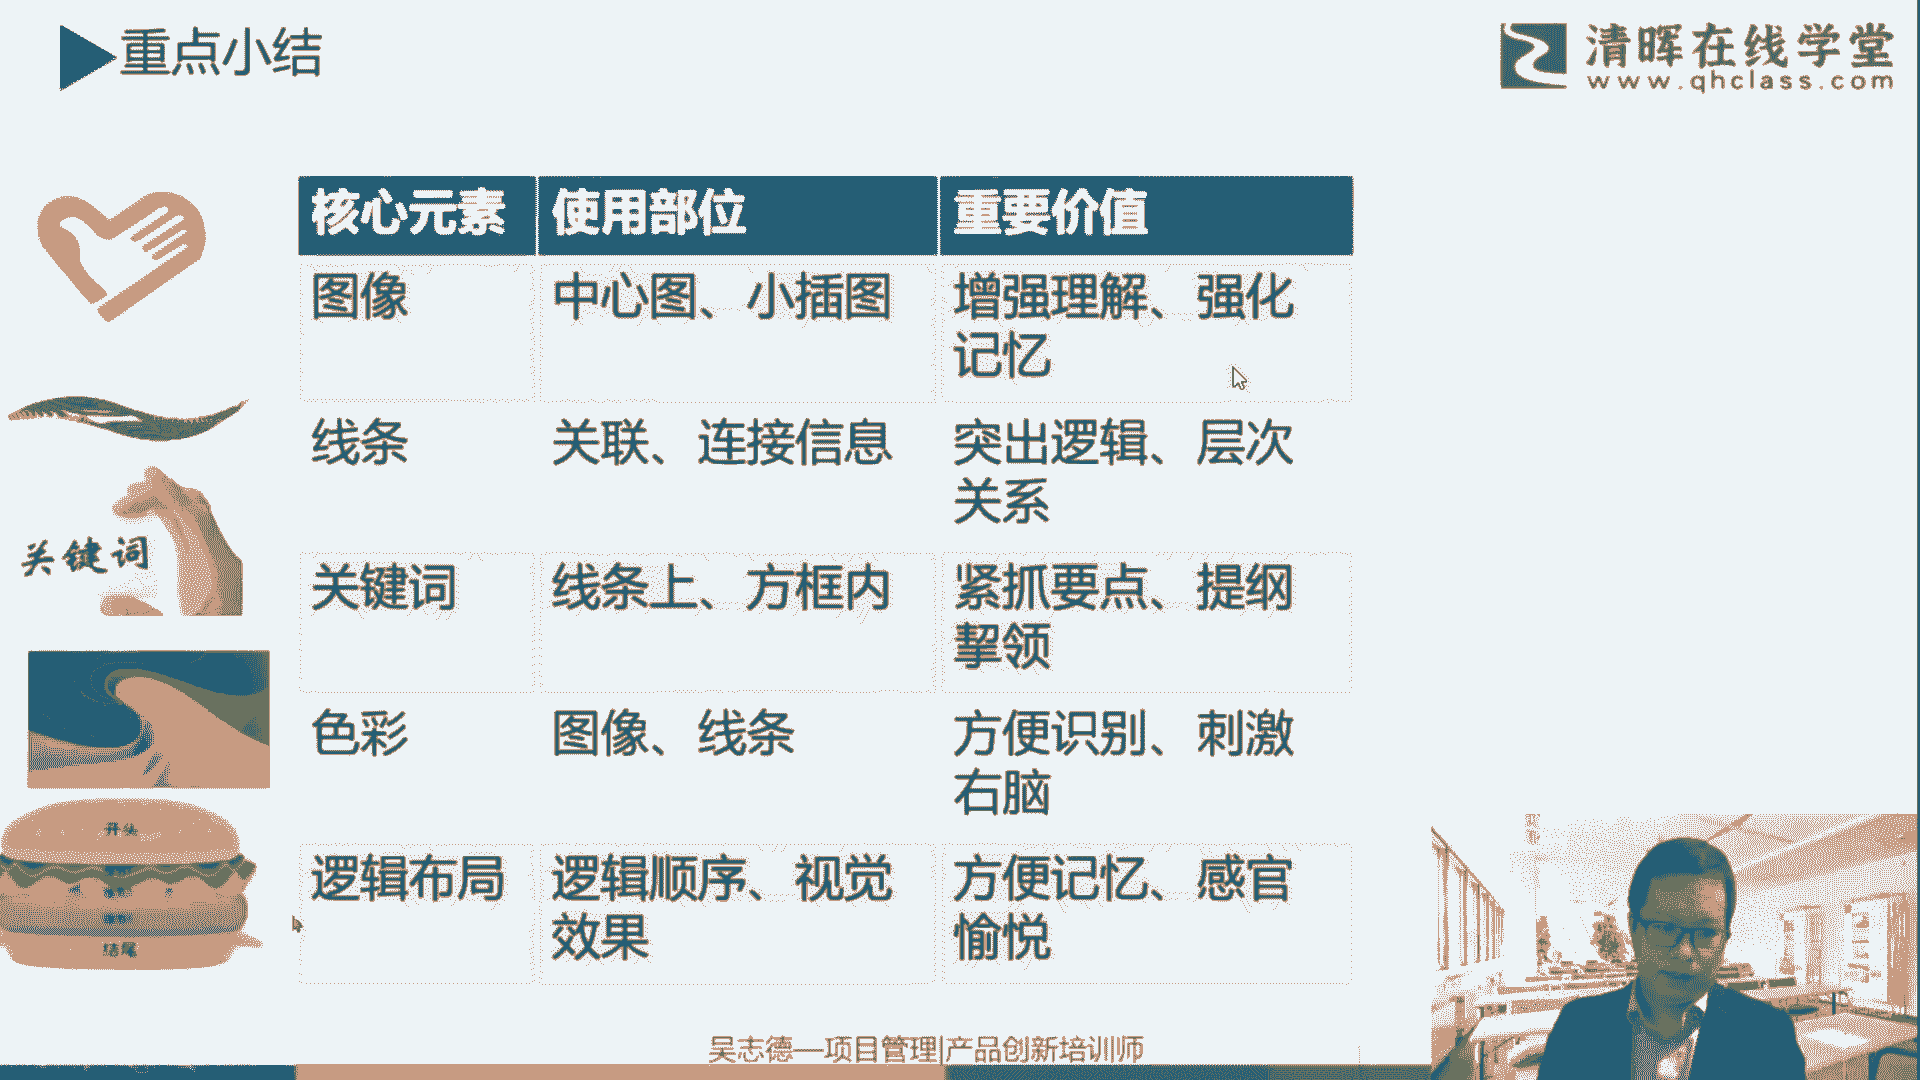 重点小结
清晖在线学堂
www.qhclass.com
核心元素 使用部位 重要价值
图像 中心图、小插图 增强理解、强化
记忆
线条 关联、连接信息 突出逻辑、层次
关系
关键词
关键词 线条上、方框内 紧抓要点、提纲
挈领
色彩 图像、线条 方便识别、刺激
右脑
开头
逻辑布局 逻辑顺序、视觉 方便记忆、感官
效果 愉悦
结尾
吴志德—项目管理|产品创新培训师